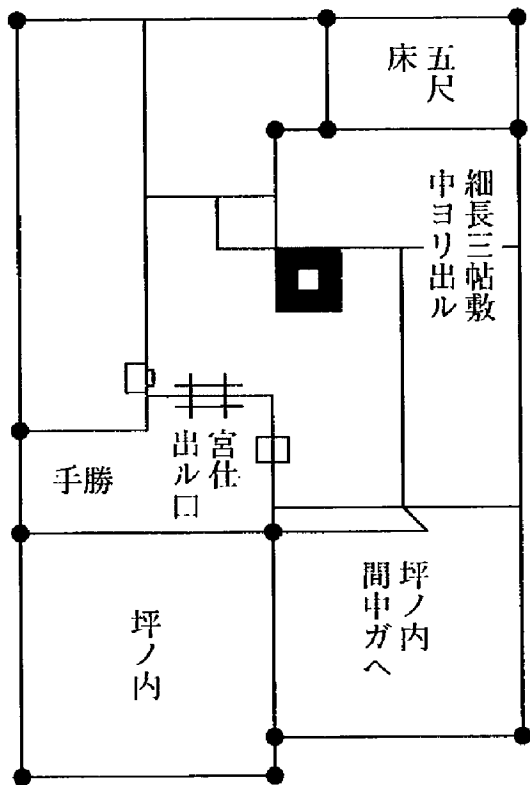 五尺
床
細長三帖敷
中ヨリ出ル
宮仕
出ル口
手勝
坪ノ内
間中ガヘ
坪ノ内